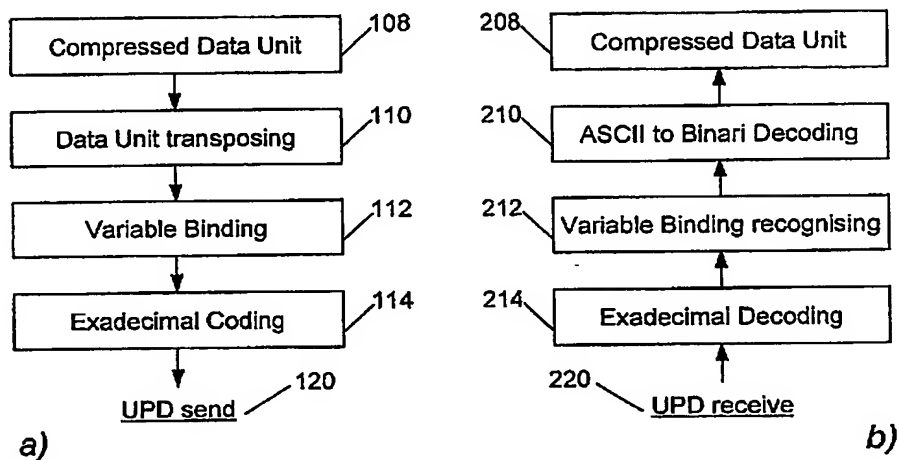 Compressed Data Unit
108
Data Unit transposing
110
Variable Binding
112
Exadecimal Coding
114
UPD send
120
a)
208
Compressed Data Unit
210
ASCII to Binari Decoding
212
Variable Binding recognising
214
Exadecimal Decoding
220
UPD receive
b)